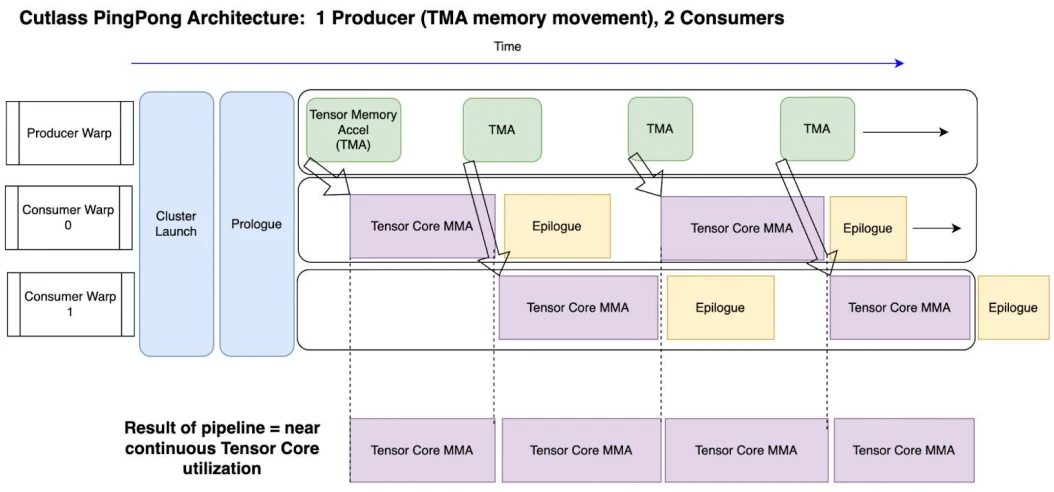 Cutlass PingPong Architecture: 1 Producer (TMA memory movement), 2 Consumers
Time
Producer Warp
Tensor Memory
Accel
(TMA)
TMA
TMA
TMA
Consumer Warp
0
Cluster
Launch
Prologue
Tensor Core MMA
Epilogue
Tensor Core MMA
Epilogue
Consumer Warp
1
Tensor Core MMA
Epilogue
Tensor Core MMA
Epilogue
Result of pipeline = near
continuous Tensor Core
utilization
Tensor Core MMA
Tensor Core MMA
Tensor Core MMA
Tensor Core MMA